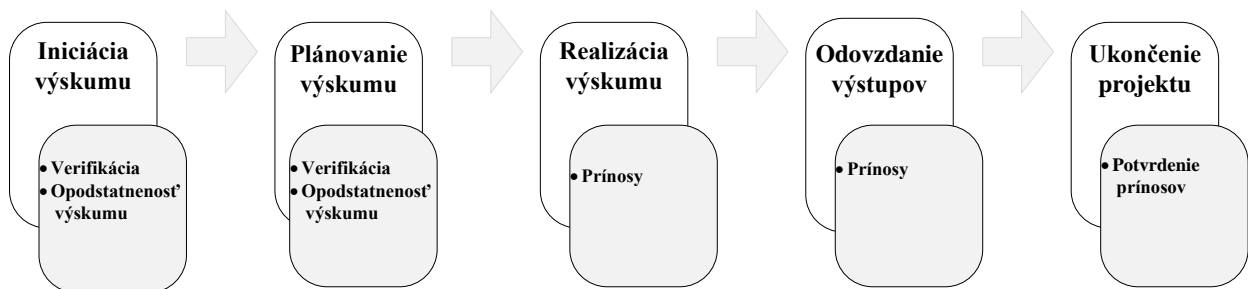 Iniciácia
výskumu
• Verifikácia
• Opodstatnenosť
výskumu
Plánovanie
výskumu
• Verifikácia
• Opodstatnenosť
výskumu
Realizácia
výskumu
• Prínosy
Odovzdanie
výstupov
• Prínosy
Ukončenie
projektu
• Potvrdenie
prínosov